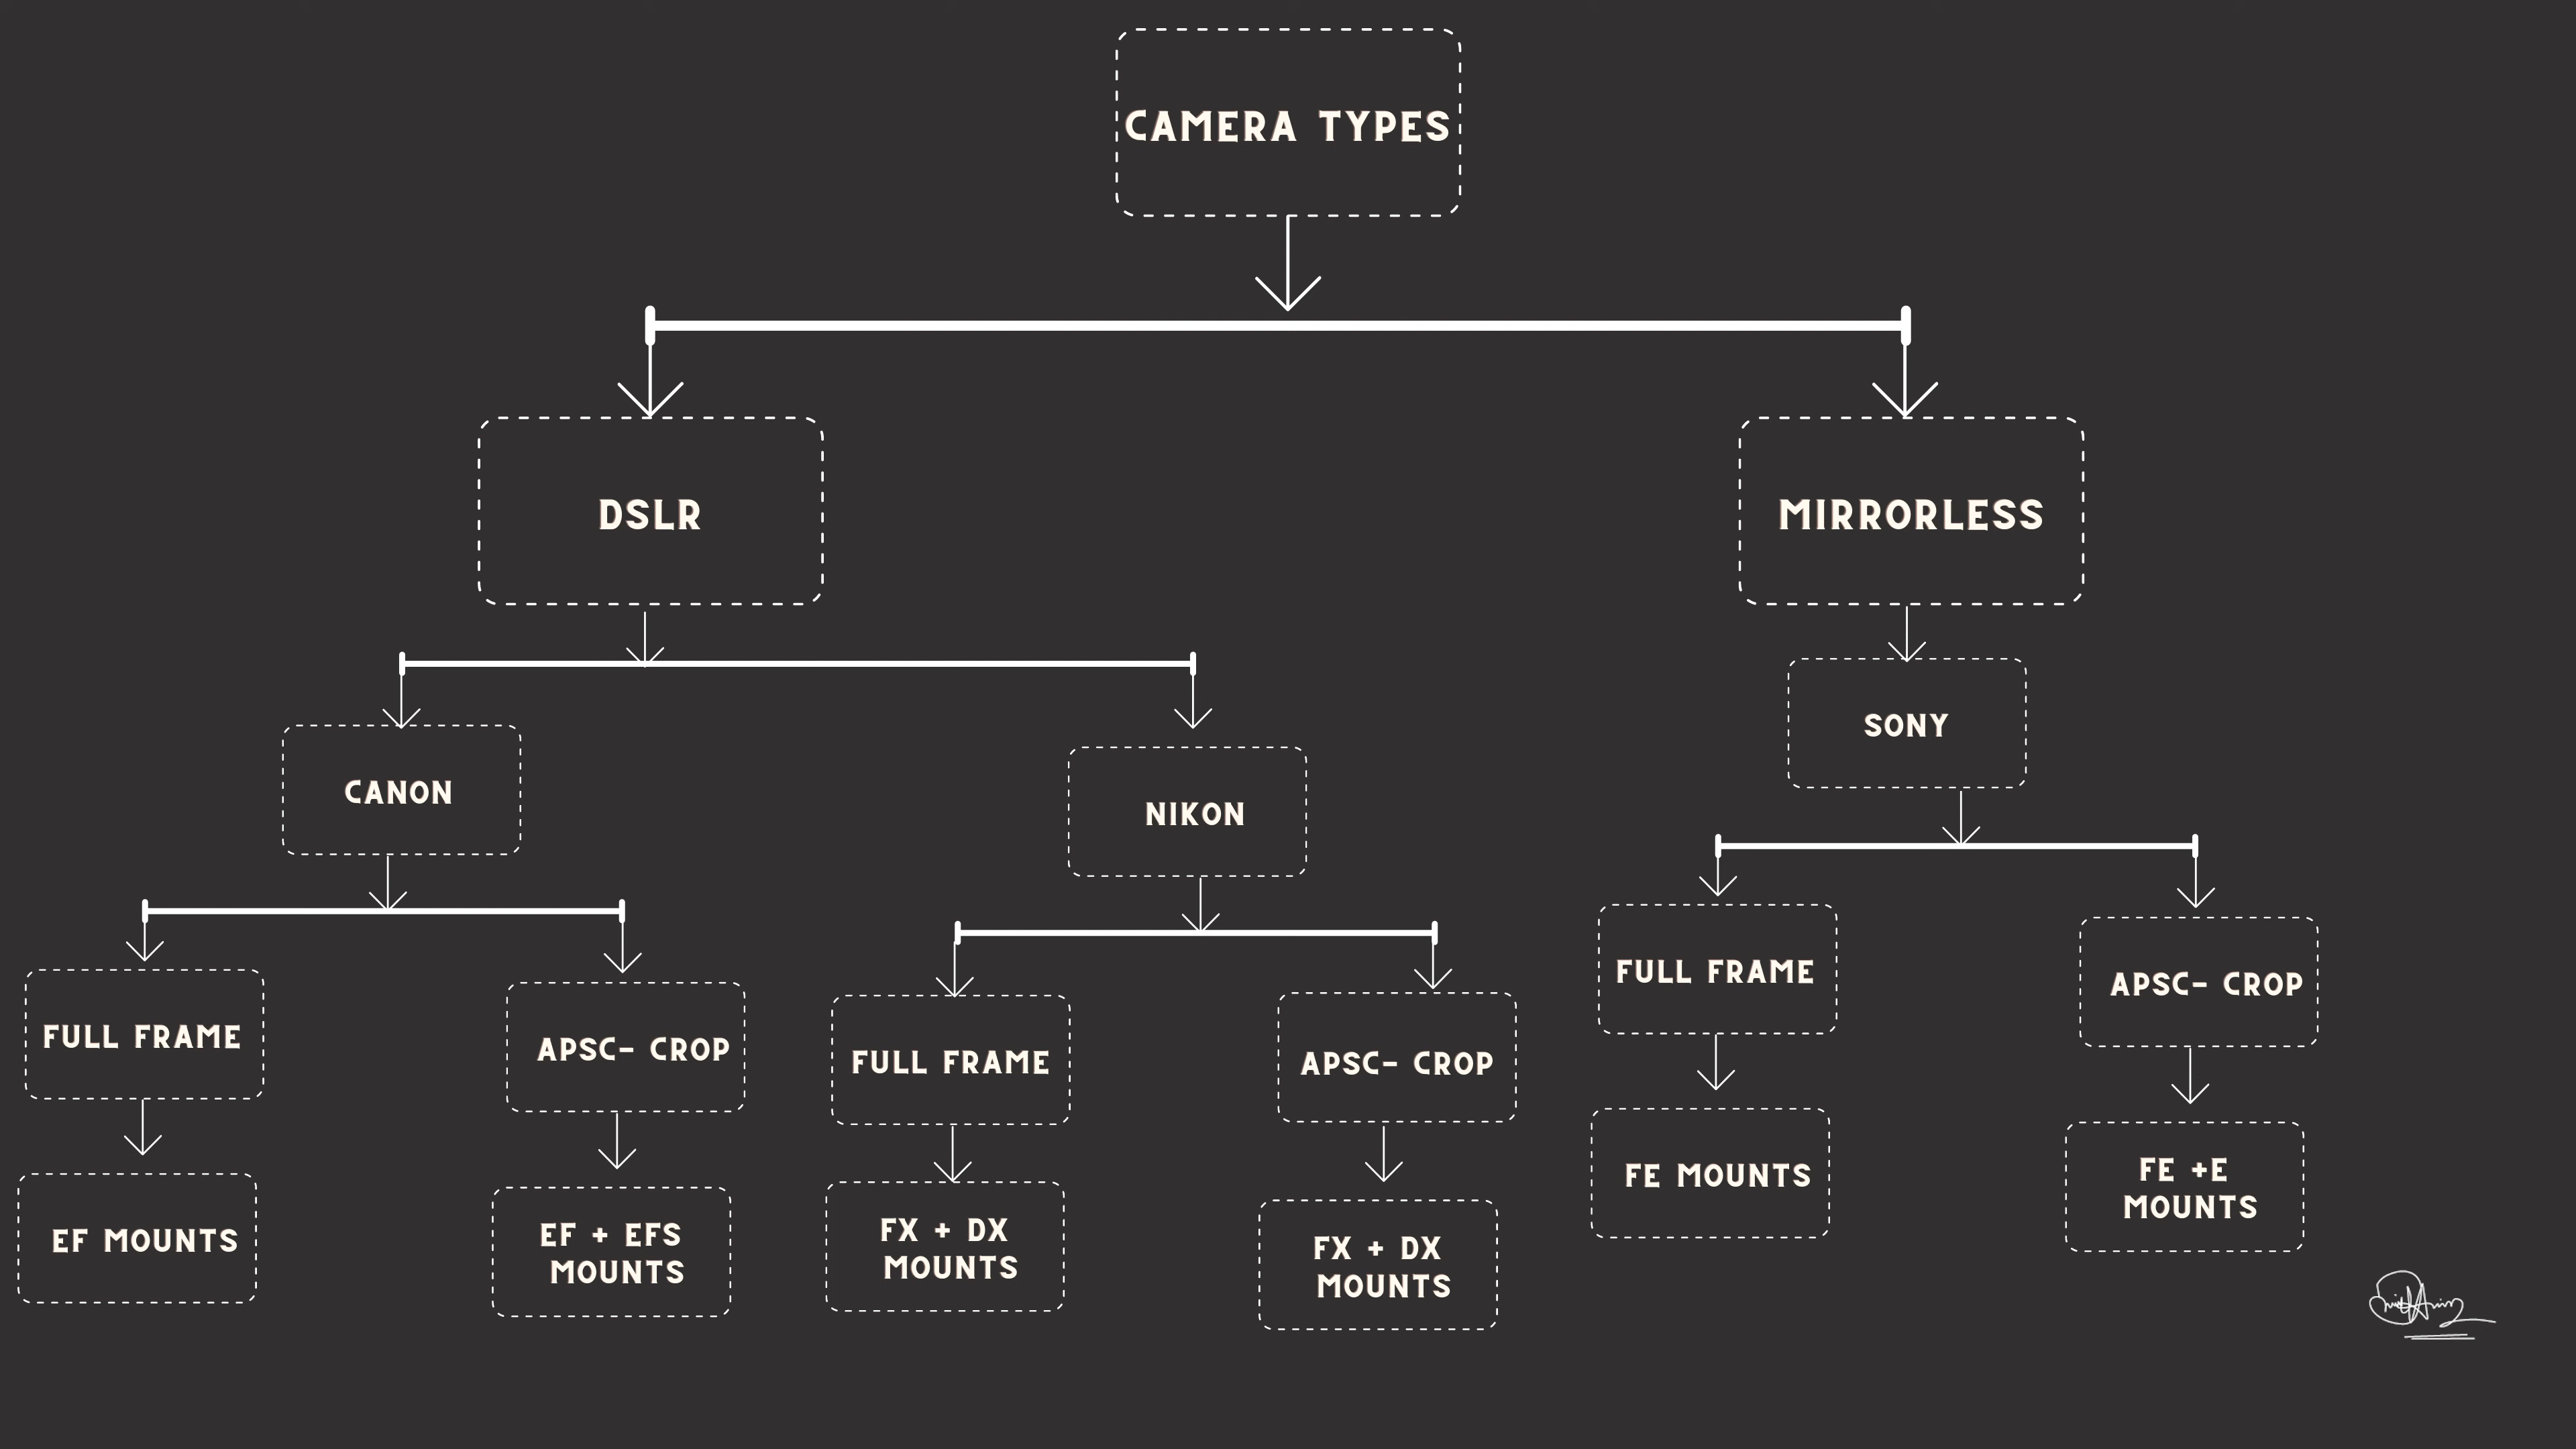 CAMERA TYPES
DSLR
MIRRORLESS
SONY
CANON
NIKON
FULL FRAME
APSC- CROP
FULL FRAME
APSC- CROP
FULL FRAME
APSC- CROP
EF MOUNTS
EF + EFS
MOUNTS
FX + DX
MOUNTS
FX + DX
MOUNTS
FE MOUNTS
FE +E
MOUNTS